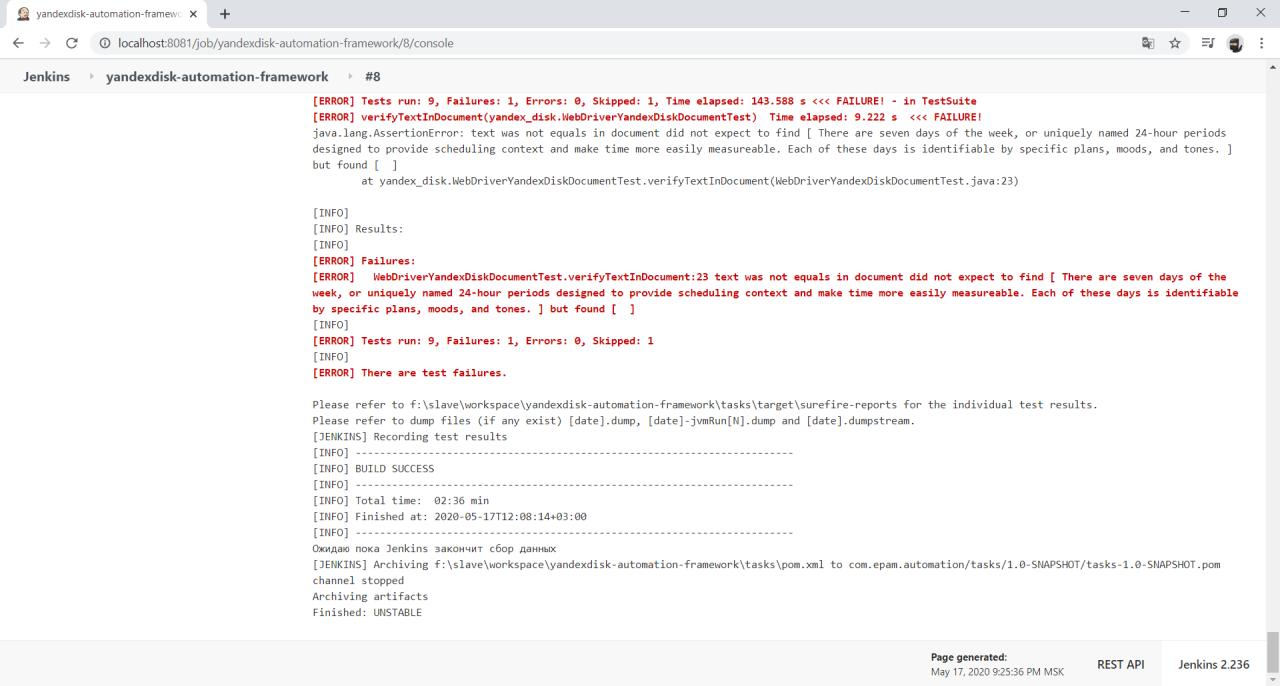 yandexdisk-automation-framewo
localhost:8081/job/yandexdisk-automation-framework/8/console
Jenkins yandexdisk-automation-framework #8
[ERROR] Tests run: 9, Failures: 1, Errors: 0, Skipped: 1, Time elapsed: 143.588 s <<< FAILURE! - in TestSuite
[ERROR] verifyTextInDocument(yandex_disk.WebDriverYandexDiskDocumentTest)  Time elapsed: 9.222 s  <<< FAILURE!
java.lang.AssertionError: text was not equals in document did not expect to find [ There are seven days of the week, or uniquely named 24-hour periods
designed to provide scheduling context and make time more easily measureable. Each of these days is identifiable by specific plans, moods, and tones. ]
but found [  ]
at yandex_disk.WebDriverYandexDiskDocumentTest.verifyTextInDocument(WebDriverYandexDiskDocumentTest.java:23)
[INFO]
[INFO] Results:
[INFO]
[ERROR] Failures:
[ERROR]   WebDriverYandexDiskDocumentTest.verifyTextInDocument:23 text was not equals in document did not expect to find [ There are seven days of the
week, or uniquely named 24-hour periods designed to provide scheduling context and make time more easily measureable. Each of these days is identifiable
by specific plans, moods, and tones. ] but found [  ]
[INFO]
[ERROR] Tests run: 9, Failures: 1, Errors: 0, Skipped: 1
[INFO]
[ERROR] There are test failures.
Please refer to f:\slave\workspace\yandexdisk-automation-framework\tasks\target\surefire-reports for the individual test results.
Please refer to dump files (if any exist) [date].dump, [date]-jvmRun[N].dump and [date].dumpstream.
[JENKINS] Recording test results
[INFO] ------------------------------------------------------------------------
[INFO] BUILD SUCCESS
[INFO] ------------------------------------------------------------------------
[INFO] Total time:  02:36 min
[INFO] Finished at: 2020-05-17T12:08:14+03:00
[INFO] ------------------------------------------------------------------------
Ожидаю пока Jenkins закончит сбор данных
[JENKINS] Archiving f:\slave\workspace\yandexdisk-automation-framework\tasks\pom.xml to com.epam.automation/tasks/1.0-SNAPSHOT/tasks-1.0-SNAPSHOT.pom
channel stopped
Archiving artifacts
Finished: UNSTABLE
Page generated:
May 17, 2020 9:25:36 PM MSK
REST API
Jenkins 2.236